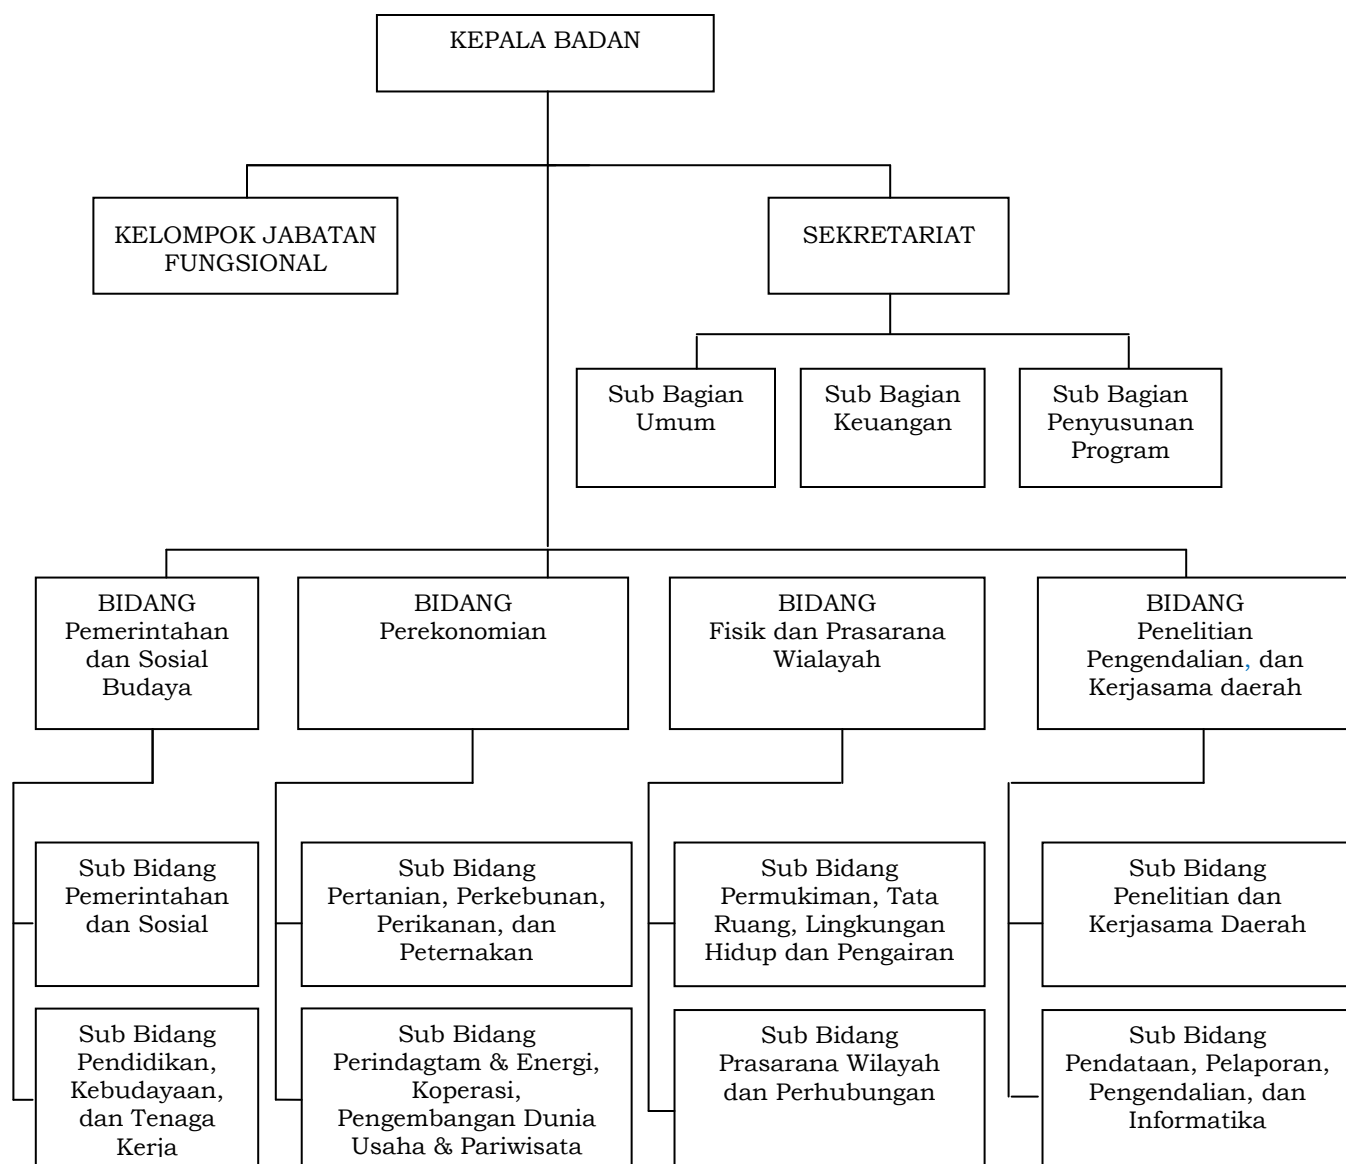 KEPALA BADAN
KELOMPOK JABATAN
FUNGSIONAL
SEKRETARIAT
Sub Bagian
Umum
Sub Bagian
Keuangan
Sub Bagian
Penyusunan
Program
BIDANG
Pemerintahan
dan Sosial
Budaya
BIDANG
Perekonomian
BIDANG
Fisik dan Prasarana
Wialayah
BIDANG
Penelitian
Pengendalian, dan
Kerjasama daerah
Sub Bidang
Pemerintahan
dan Sosial
Sub Bidang
Pertanian, Perkebunan,
Perikanan, dan
Peternakan
Sub Bidang
Permukiman, Tata
Ruang, Lingkungan
Hidup dan Pengairan
Sub Bidang
Penelitian dan
Kerjasama Daerah
Sub Bidang
Pendidikan,
Kebudayaan,
dan Tenaga
Kerja
Sub Bidang
Perindagtam & Energi,
Koperasi,
Pengembangan Dunia
Usaha & Pariwisata
Sub Bidang
Prasarana Wilayah
dan Perhubungan
Sub Bidang
Pendataan, Pelaporan,
Pengendalian, dan
Informatika